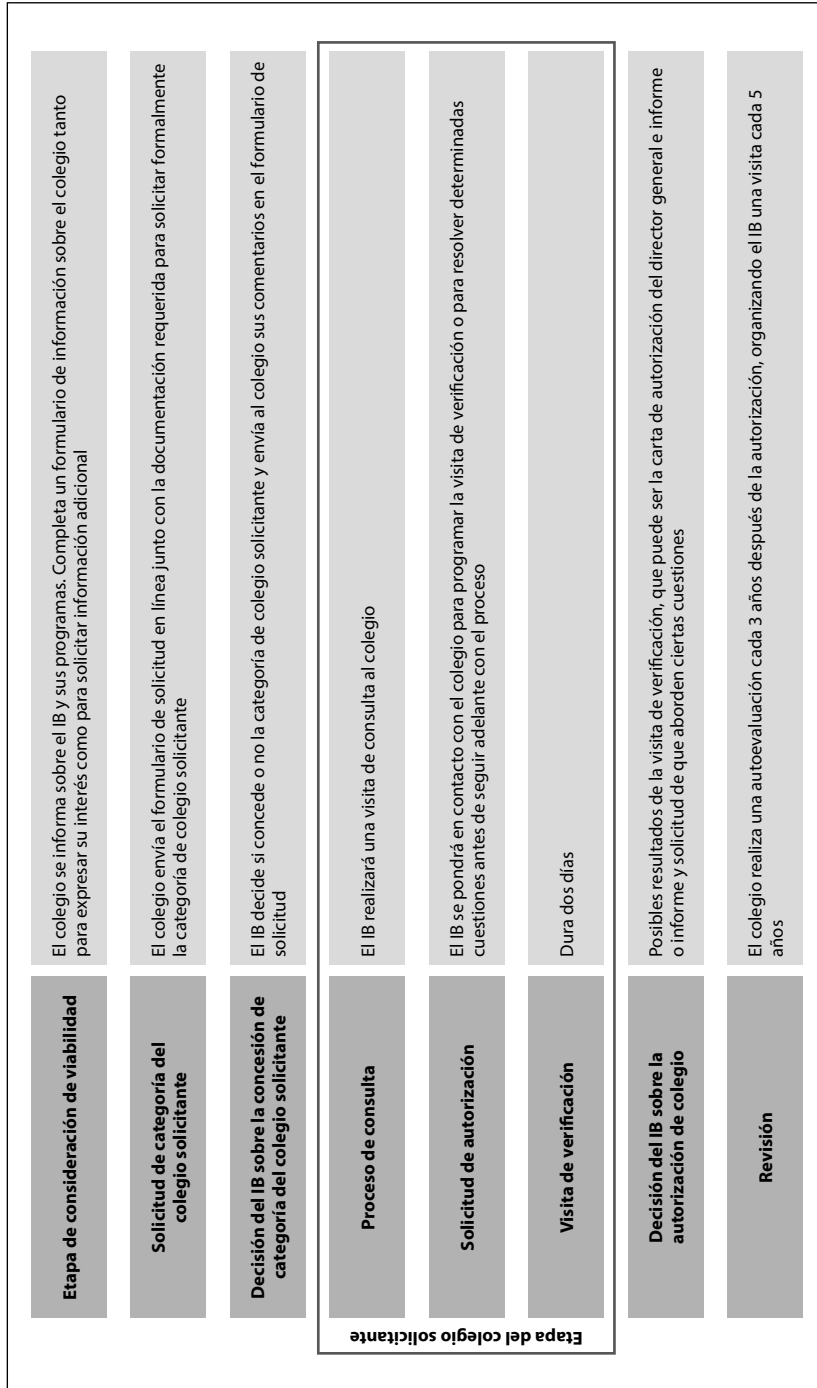 Etapa de consideración de viabilidad
El colegio se informa sobre el IB y sus programas. Completa un formulario de información sobre el colegio tanto
para expresar su interés como para solicitar información adicional
Solicitud de categoría del
colegio solicitante
El colegio envía el formulario de solicitud en línea junto con la documentación requerida para solicitar formalmente
la categoría de colegio solicitante
Decisión del IB sobre la concesión de
categoría del colegio solicitante
El IB decide si concede o no la categoría de colegio solicitante y envía al colegio sus comentarios en el formulario de
solicitud
Etapa del colegio solicitante
Proceso de consulta
El IB realizará una visita de consulta al colegio
Solicitud de autorización
El IB se pondrá en contacto con el colegio para programar la visita de verificación o para resolver determinadas
cuestiones antes de seguir adelante con el proceso
Visita de verificación
Dura dos días
Decisión del IB sobre la
autorización de colegio
Posibles resultados de la visita de verificación, que puede ser la carta de autorización del director general e informe
o informe y solicitud de que aborden ciertas cuestiones
Revisión
El colegio realiza una autoevaluación cada 3 años después de la autorización, organizando el IB una visita cada 5
años